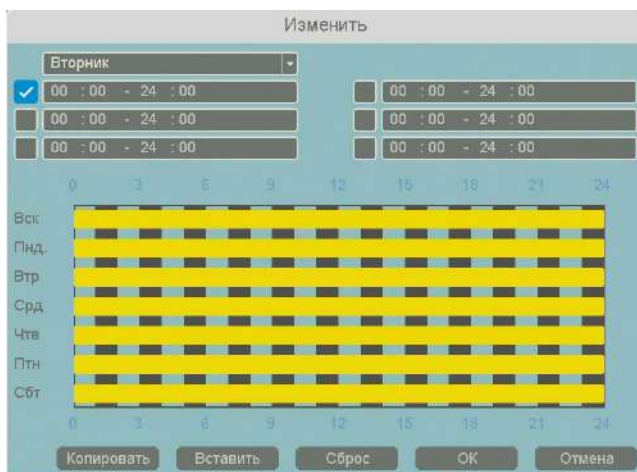 Изменить
Вторник
00 :00 - 24 :00 00 :00 - 24 :00
00 :00 - 24 :00 00 :00 - 24 :00
00 :00 - 24 :00 00 :00 - 24 :00
0 3 6 9 12 15 18 21 24
Вск
Пнд.
Втр
Срд
Чтв
Птн
Сбт
0 3 6 9 12 15 18 21 24
Копировать Вставить Сброс OK Отмена